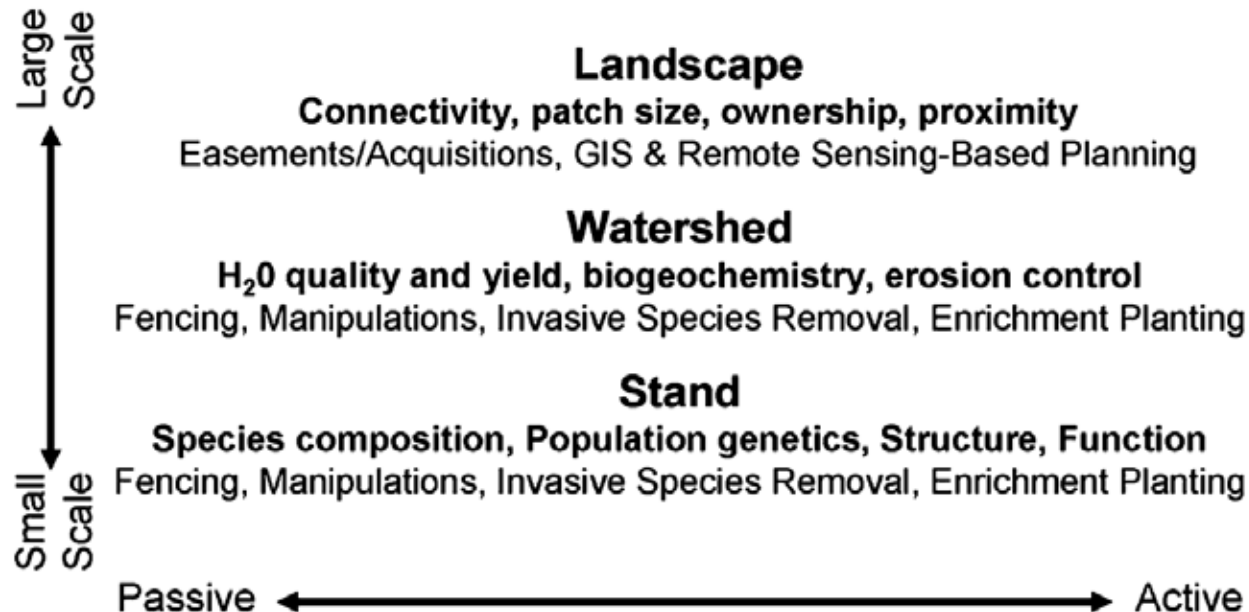 Large
Scale
Landscape
Connectivity, patch size, ownership, proximity
Easements/Acquisitions, GIS & Remote Sensing-Based Planning
Watershed
H₂0 quality and yield, biogeochemistry, erosion control
Fencing, Manipulations, Invasive Species Removal, Enrichment Planting
Stand
Species composition, Population genetics, Structure, Function
Fencing, Manipulations, Invasive Species Removal, Enrichment Planting
Small
Scale
Passive
Active